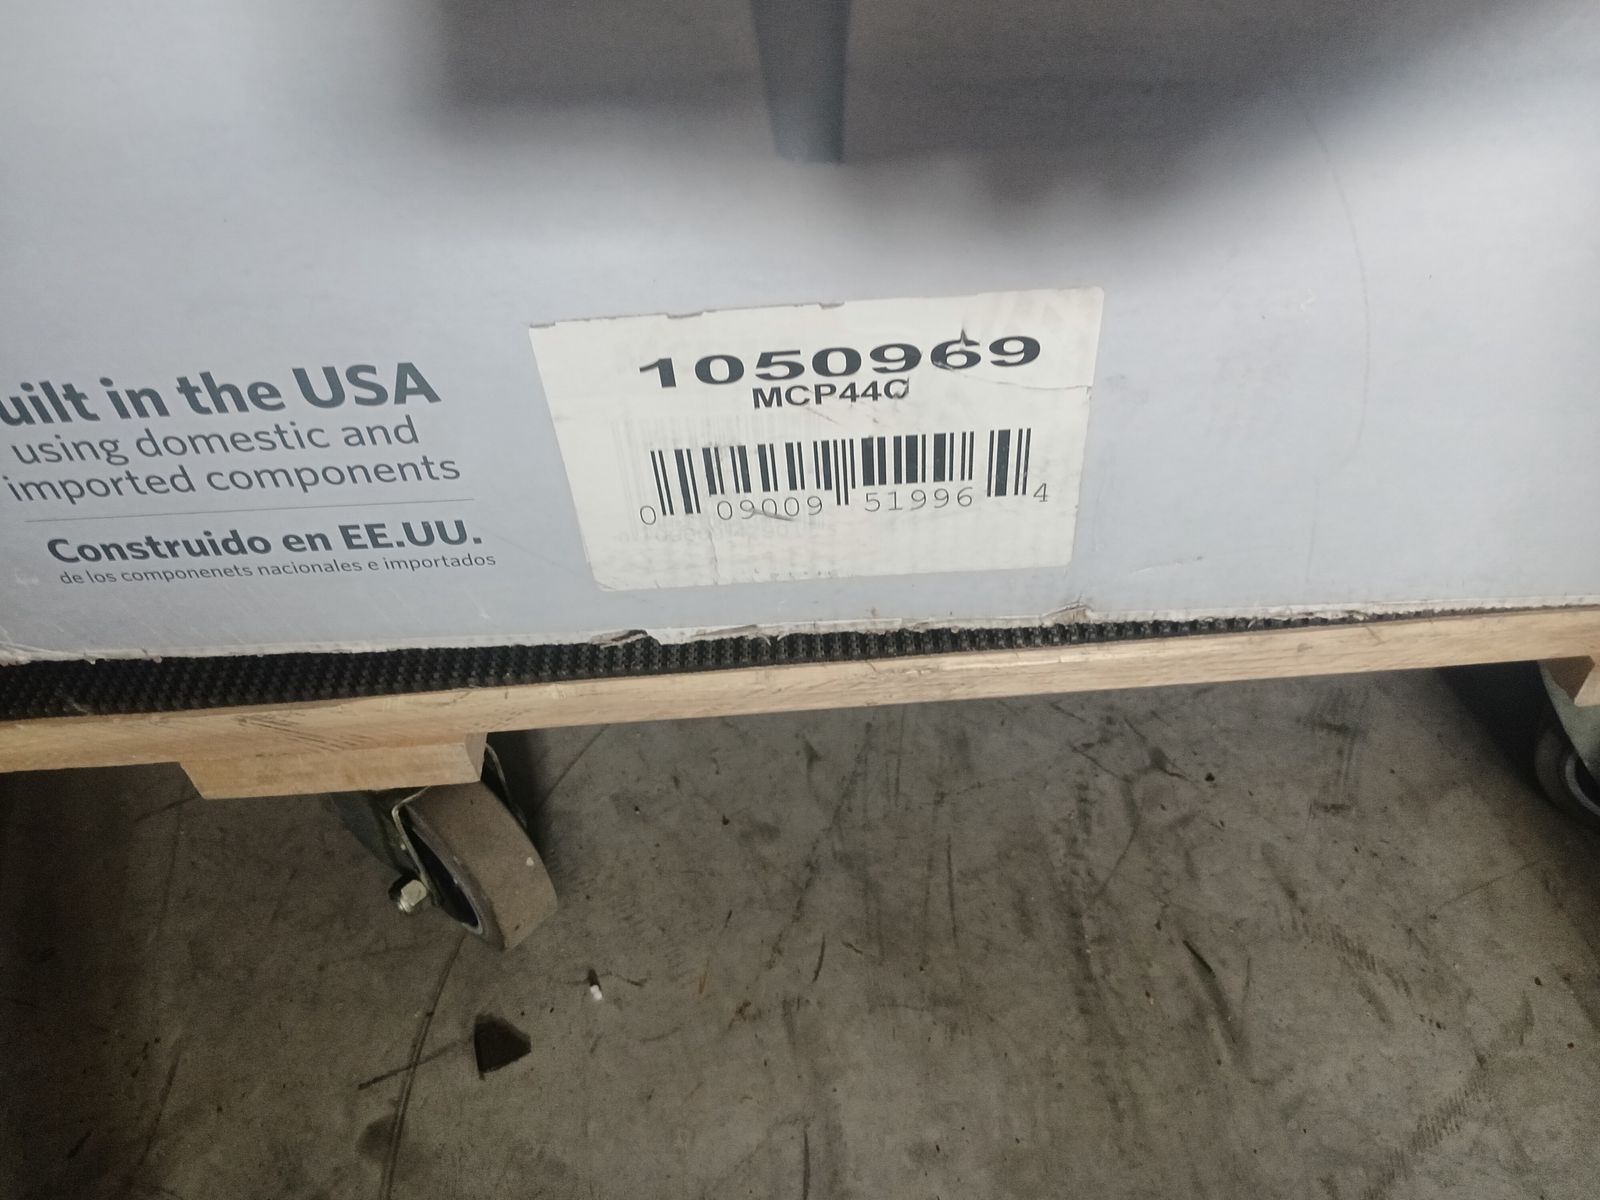 uilt in the USA
using domestic and
imported components
Construido en EE.UU.
de los componenets nacionales e importados
1050969
MCP44C
0 09009 51996 4